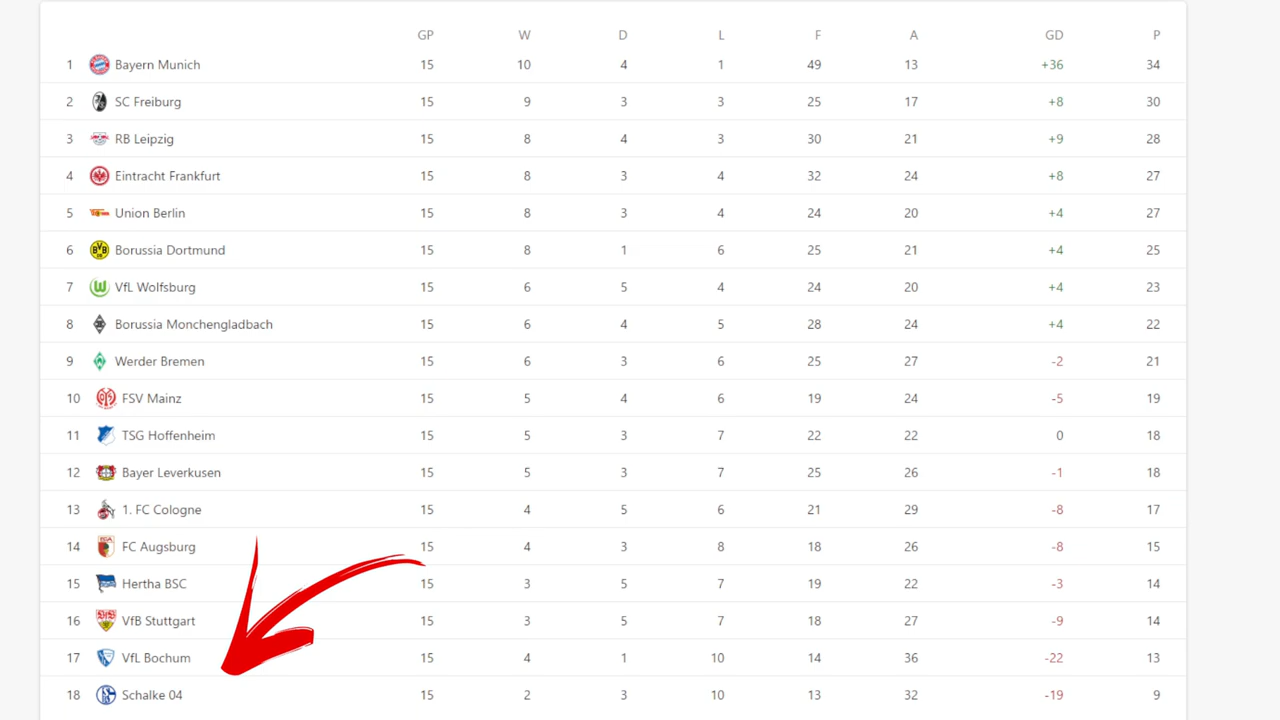 GP W D L F A GD P
1 Bayern Munich 15 10 4 1 49 13 +36 34
2 SC Freiburg 15 9 3 3 25 17 +8 30
3 RB Leipzig 15 8 4 3 30 21 +9 28
4 Eintracht Frankfurt 15 8 3 4 32 24 +8 27
5 Union Berlin 15 8 3 4 24 20 +4 27
6 Borussia Dortmund 15 8 1 6 25 21 +4 25
7 VfL Wolfsburg 15 6 5 4 24 20 +4 23
8 Borussia Monchengladbach 15 6 4 5 28 24 +4 22
9 Werder Bremen 15 6 3 6 25 27 -2 21
10 FSV Mainz 15 5 4 6 19 24 -5 19
11 TSG Hoffenheim 15 5 3 7 22 22 0 18
12 Bayer Leverkusen 15 5 3 7 25 26 -1 18
13 1. FC Cologne 15 4 5 6 21 29 -8 17
14 FC Augsburg 15 4 3 8 18 26 -8 15
15 Hertha BSC 15 3 5 7 19 22 -3 14
16 VfB Stuttgart 15 3 5 7 18 27 -9 14
17 VfL Bochum 15 4 1 10 14 36 -22 13
18 Schalke 04 15 2 3 10 13 32 -19 9